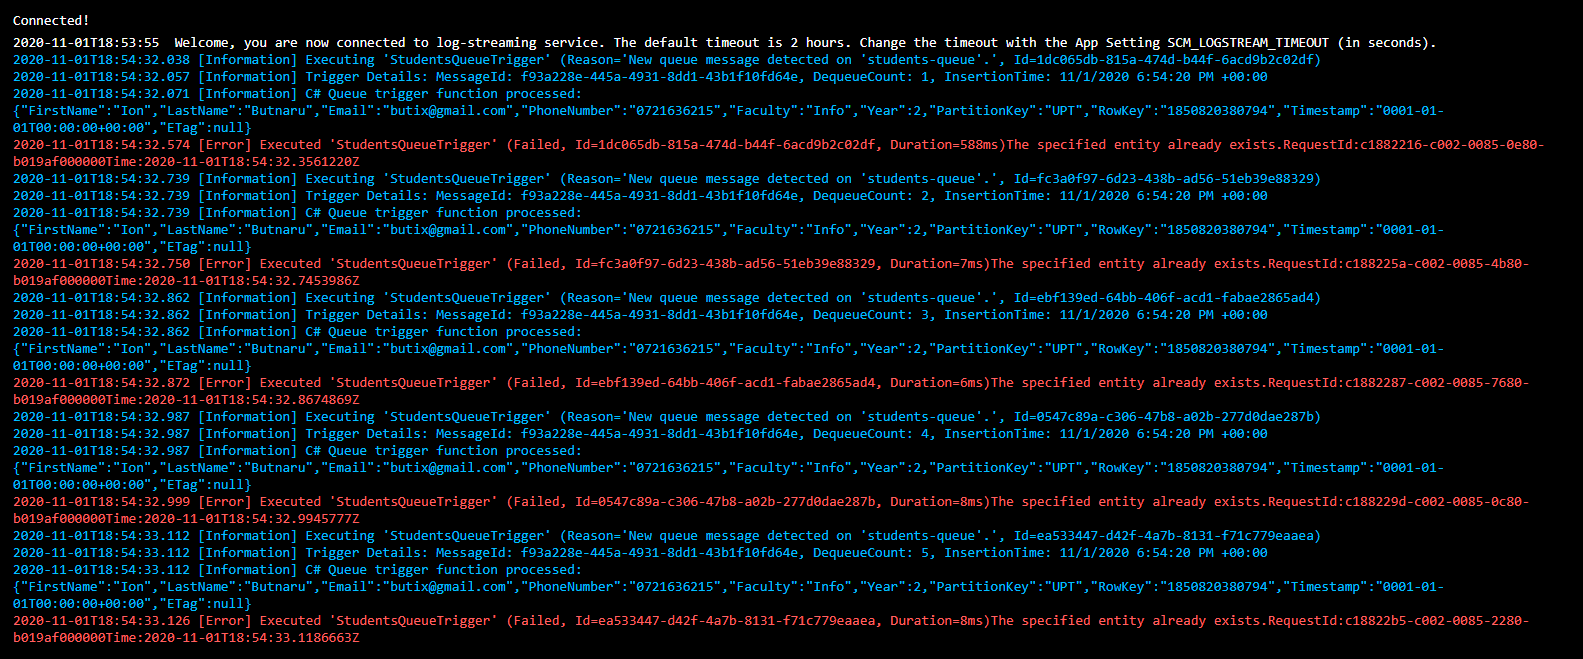 Connected!
2020-11-01T18:53:55  Welcome, you are now connected to log-streaming service. The default timeout is 2 hours. Change the timeout with the App Setting SCM_LOGSTREAM_TIMEOUT (in seconds).
2020-11-01T18:54:32.038 [Information] Executing 'StudentsQueueTrigger' (Reason='New queue message detected on 'students-queue'.', Id=1dc065db-815a-474d-b44f-6acd9b2c02df)
2020-11-01T18:54:32.057 [Information] Trigger Details: MessageId: f93a228e-445a-4931-8dd1-43b1f10fd64e, DequeueCount: 1, InsertionTime: 11/1/2020 6:54:20 PM +00:00
2020-11-01T18:54:32.071 [Information] C# Queue trigger function processed:
{"FirstName":"Ion","LastName":"Butnaru","Email":"butix@gmail.com","PhoneNumber":"0721636215","Faculty":"Info","Year":2,"PartitionKey":"UPT","RowKey":"1850820380794","Timestamp":"0001-01-
01T00:00:00+00:00","ETag":null}
2020-11-01T18:54:32.574 [Error] Executed 'StudentsQueueTrigger' (Failed, Id=1dc065db-815a-474d-b44f-6acd9b2c02df, Duration=588ms)The specified entity already exists.RequestId:c1882216-c002-0085-0e80-
b019af000000Time:2020-11-01T18:54:32.3561220Z
2020-11-01T18:54:32.739 [Information] Executing 'StudentsQueueTrigger' (Reason='New queue message detected on 'students-queue'.', Id=fc3a0f97-6d23-438b-ad56-51eb39e88329)
2020-11-01T18:54:32.739 [Information] Trigger Details: MessageId: f93a228e-445a-4931-8dd1-43b1f10fd64e, DequeueCount: 2, InsertionTime: 11/1/2020 6:54:20 PM +00:00
2020-11-01T18:54:32.739 [Information] C# Queue trigger function processed:
{"FirstName":"Ion","LastName":"Butnaru","Email":"butix@gmail.com","PhoneNumber":"0721636215","Faculty":"Info","Year":2,"PartitionKey":"UPT","RowKey":"1850820380794","Timestamp":"0001-01-
01T00:00:00+00:00","ETag":null}
2020-11-01T18:54:32.750 [Error] Executed 'StudentsQueueTrigger' (Failed, Id=fc3a0f97-6d23-438b-ad56-51eb39e88329, Duration=7ms)The specified entity already exists.RequestId:c188225a-c002-0085-4b80-
b019af000000Time:2020-11-01T18:54:32.7453986Z
2020-11-01T18:54:32.862 [Information] Executing 'StudentsQueueTrigger' (Reason='New queue message detected on 'students-queue'.', Id=ebf139ed-64bb-406f-acd1-fabae2865ad4)
2020-11-01T18:54:32.862 [Information] Trigger Details: MessageId: f93a228e-445a-4931-8dd1-43b1f10fd64e, DequeueCount: 3, InsertionTime: 11/1/2020 6:54:20 PM +00:00
2020-11-01T18:54:32.862 [Information] C# Queue trigger function processed:
{"FirstName":"Ion","LastName":"Butnaru","Email":"butix@gmail.com","PhoneNumber":"0721636215","Faculty":"Info","Year":2,"PartitionKey":"UPT","RowKey":"1850820380794","Timestamp":"0001-01-
01T00:00:00+00:00","ETag":null}
2020-11-01T18:54:32.872 [Error] Executed 'StudentsQueueTrigger' (Failed, Id=ebf139ed-64bb-406f-acd1-fabae2865ad4, Duration=6ms)The specified entity already exists.RequestId:c1882287-c002-0085-7680-
b019af000000Time:2020-11-01T18:54:32.8674869Z
2020-11-01T18:54:32.987 [Information] Executing 'StudentsQueueTrigger' (Reason='New queue message detected on 'students-queue'.', Id=0547c89a-c306-47b8-a02b-277d0dae287b)
2020-11-01T18:54:32.987 [Information] Trigger Details: MessageId: f93a228e-445a-4931-8dd1-43b1f10fd64e, DequeueCount: 4, InsertionTime: 11/1/2020 6:54:20 PM +00:00
2020-11-01T18:54:32.987 [Information] C# Queue trigger function processed:
{"FirstName":"Ion","LastName":"Butnaru","Email":"butix@gmail.com","PhoneNumber":"0721636215","Faculty":"Info","Year":2,"PartitionKey":"UPT","RowKey":"1850820380794","Timestamp":"0001-01-
01T00:00:00+00:00","ETag":null}
2020-11-01T18:54:32.999 [Error] Executed 'StudentsQueueTrigger' (Failed, Id=0547c89a-c306-47b8-a02b-277d0dae287b, Duration=8ms)The specified entity already exists.RequestId:c188229d-c002-0085-0c80-
b019af000000Time:2020-11-01T18:54:32.9945777Z
2020-11-01T18:54:33.112 [Information] Executing 'StudentsQueueTrigger' (Reason='New queue message detected on 'students-queue'.', Id=ea533447-d42f-4a7b-8131-f71c779eaaea)
2020-11-01T18:54:33.112 [Information] Trigger Details: MessageId: f93a228e-445a-4931-8dd1-43b1f10fd64e, DequeueCount: 5, InsertionTime: 11/1/2020 6:54:20 PM +00:00
2020-11-01T18:54:33.112 [Information] C# Queue trigger function processed:
{"FirstName":"Ion","LastName":"Butnaru","Email":"butix@gmail.com","PhoneNumber":"0721636215","Faculty":"Info","Year":2,"PartitionKey":"UPT","RowKey":"1850820380794","Timestamp":"0001-01-
01T00:00:00+00:00","ETag":null}
2020-11-01T18:54:33.126 [Error] Executed 'StudentsQueueTrigger' (Failed, Id=ea533447-d42f-4a7b-8131-f71c779eaaea, Duration=8ms)The specified entity already exists.RequestId:c18822b5-c002-0085-2280-
b019af000000Time:2020-11-01T18:54:33.1186663Z